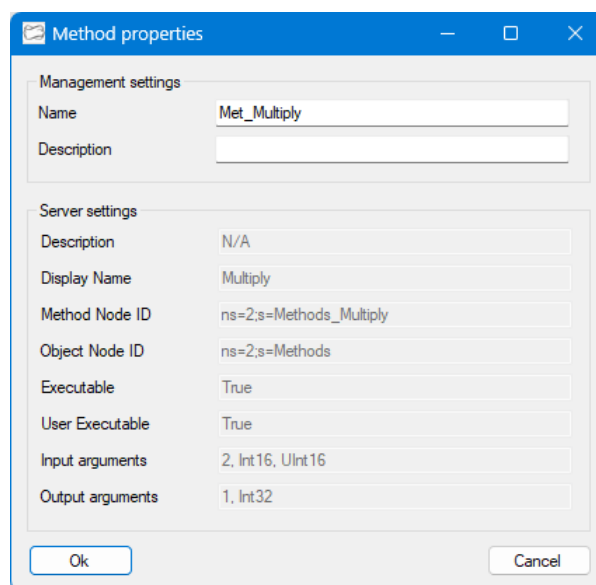 Method properties
Management settings
Name Met_Multiply
Description
Server settings
Description N/A
Display Name Multiply
Method Node ID ns=2;s=Methods_Multiply
Object Node ID ns=2;s=Methods
Executable True
User Executable True
Input arguments 2, Int16, UInt16
Output arguments 1, Int32
Ok Cancel